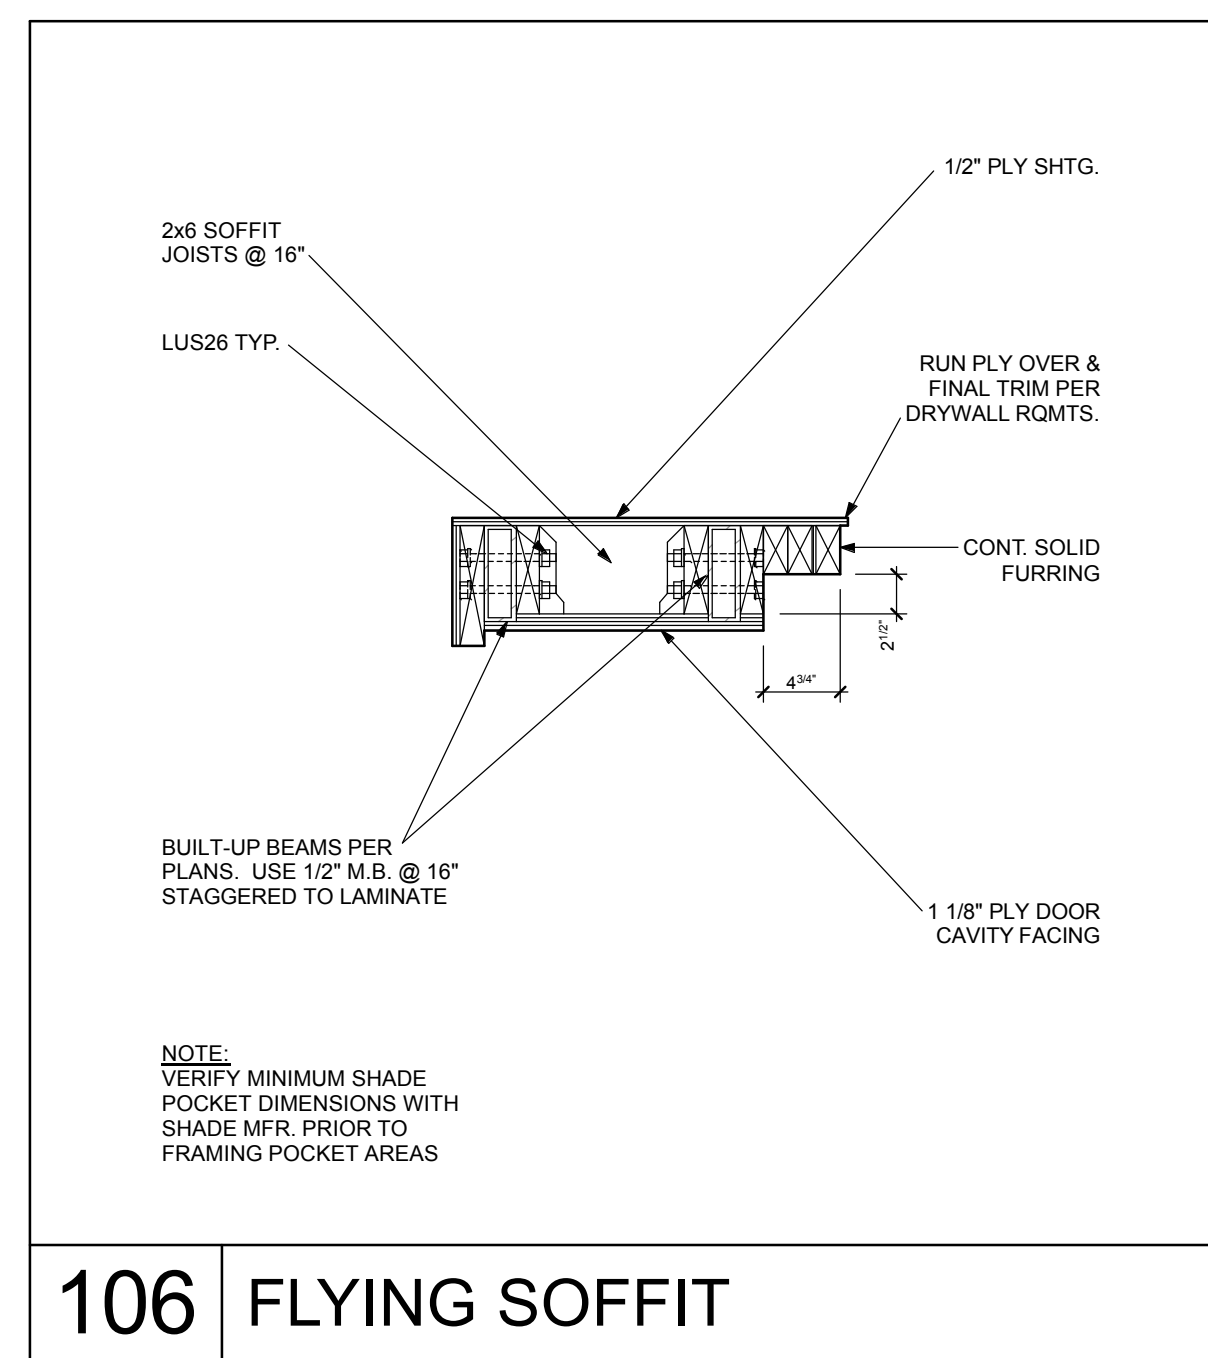 1/2" PLY SHTG.
2x6 SOFFIT
JOISTS @ 16"
LUS26 TYP.
RUN PLY OVER &
FINAL TRIM PER
DRYWALL RQMTS.
CONT. SOLID
FURRING
2 1/2"
4 3/4"
BUILT-UP BEAMS PER
PLANS.  USE 1/2" M.B. @ 16"
STAGGERED TO LAMINATE
1 1/8" PLY DOOR
CAVITY FACING
NOTE:
VERIFY MINIMUM SHADE
POCKET DIMENSIONS WITH
SHADE MFR. PRIOR TO
FRAMING POCKET AREAS
106 FLYING SOFFIT